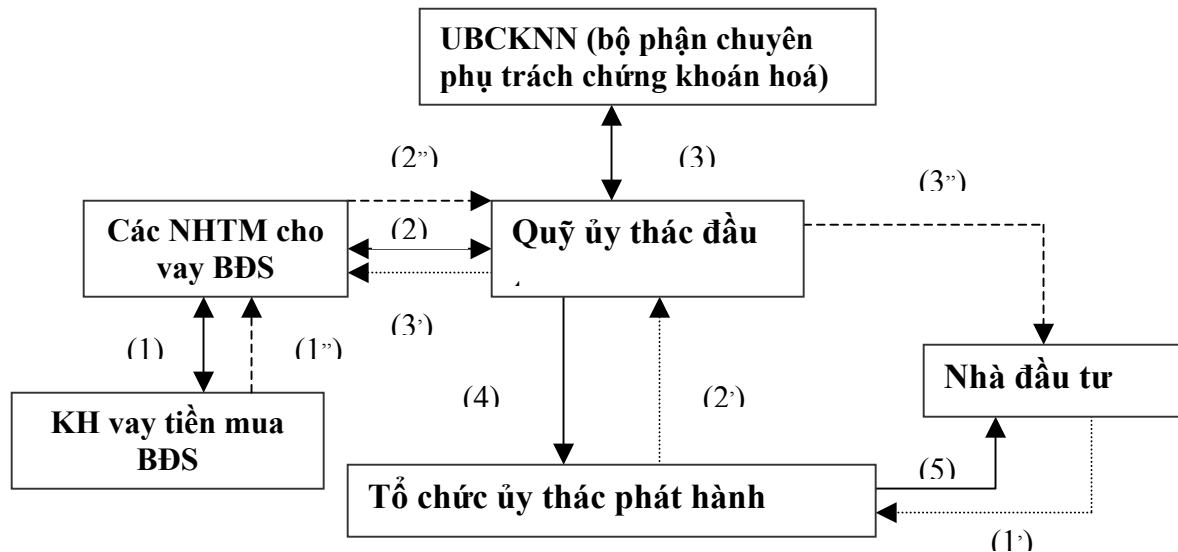 UBCKNN (bộ phận chuyên
phụ trách chứng khoán hoá)
(2”)
(3)
(3”)
Các NHTM cho
vay BĐS
(2)
Quỹ ủy thác đầu
(3’)
(1)
(1”)
(4)
(2’)
Nhà đầu tư
KH vay tiền mua
BĐS
Tổ chức ủy thác phát hành
(5)
(1’)